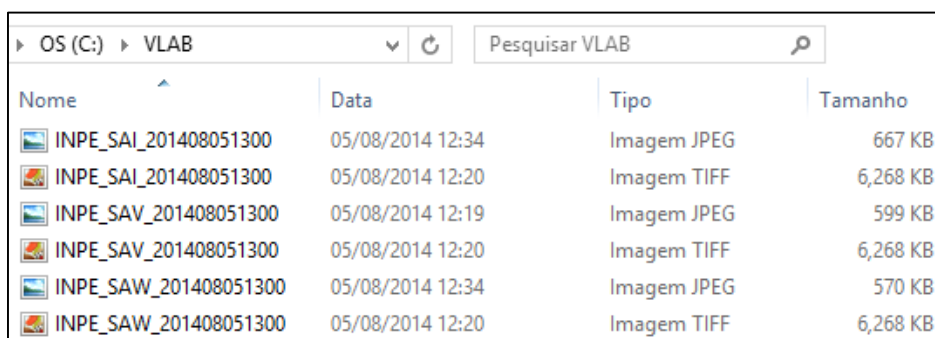 OS (C:) VLAB Pesquisar VLAB
Nome Data Tipo Tamanho
INPE_SAI_201408051300 05/08/2014 12:34 Imagem JPEG 667 KB
INPE_SAI_201408051300 05/08/2014 12:20 Imagem TIFF 6,268 KB
INPE_SAV_201408051300 05/08/2014 12:19 Imagem JPEG 599 KB
INPE_SAV_201408051300 05/08/2014 12:20 Imagem TIFF 6,268 KB
INPE_SAW_201408051300 05/08/2014 12:34 Imagem JPEG 570 KB
INPE_SAW_201408051300 05/08/2014 12:20 Imagem TIFF 6,268 KB